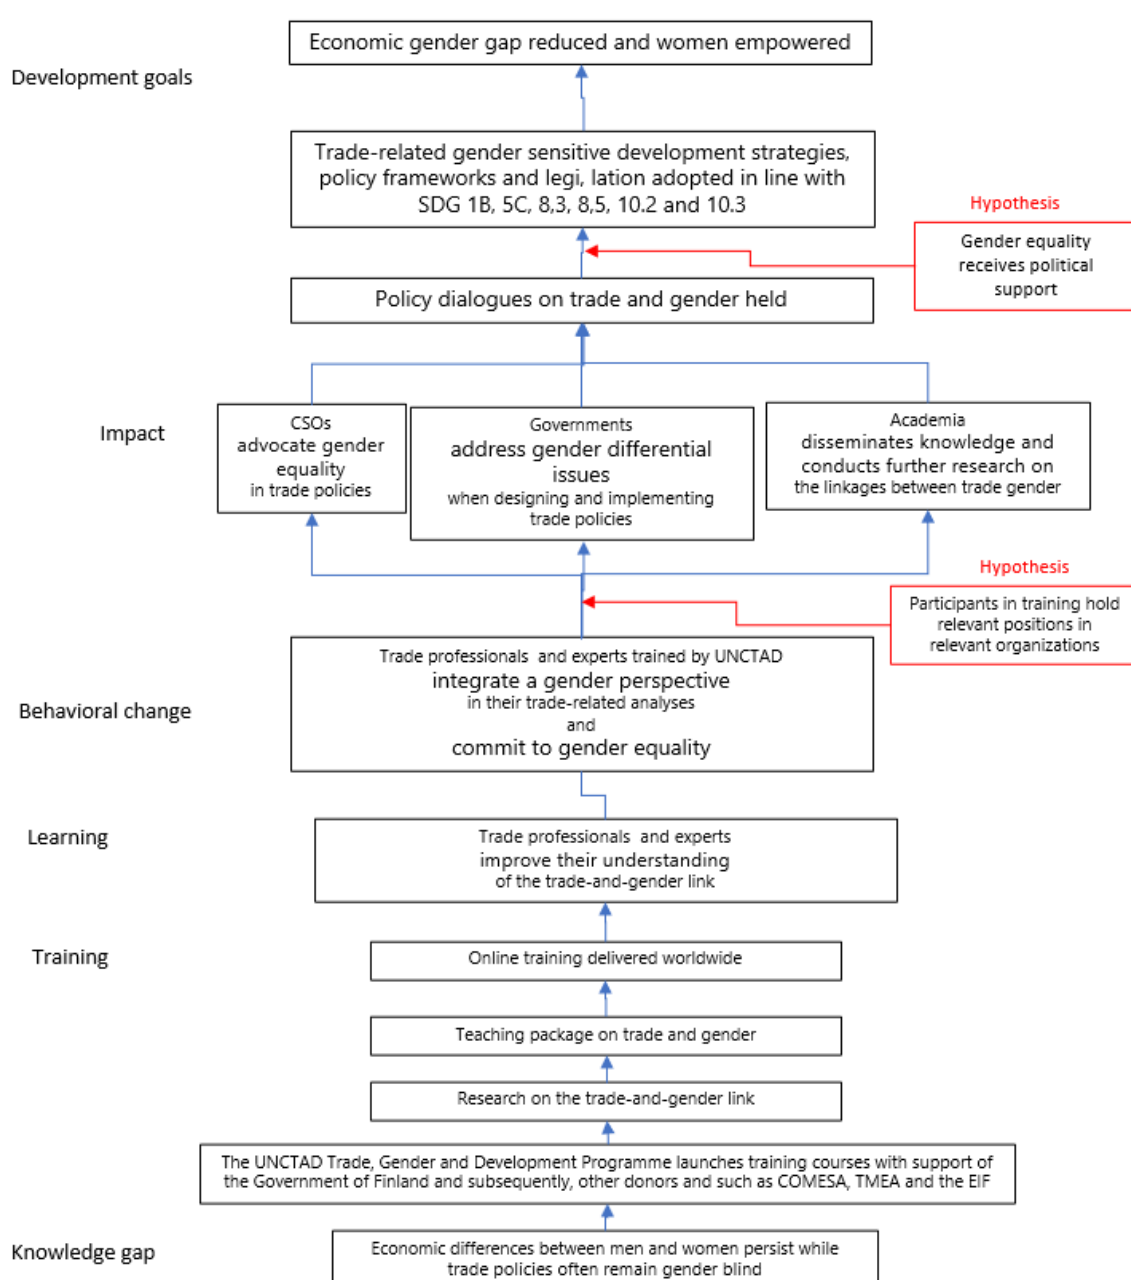 Economic gender gap reduced and women empowered
Development goals
Trade-related gender sensitive development strategies,
policy frameworks and legi, lation adopted in line with
SDG 1B, 5C, 8,3, 8,5, 10.2 and 10.3
Hypothesis
Gender equality
receives political
support
Policy dialogues on trade and gender held
Impact
CSOs
advocate gender
equality
in trade policies
Governments
address gender differential
issues
when designing and implementing
trade policies
Academia
disseminates knowledge and
conducts further research on
the linkages between trade gender
Hypothesis
Participants in training hold
relevant positions in
relevant organizations
Behavioral change
Trade professionals and experts trained by UNCTAD
integrate a gender perspective
in their trade-related analyses
and
commit to gender equality
Learning
Trade professionals and experts
improve their understanding
of the trade-and-gender link
Training
Online training delivered worldwide
Teaching package on trade and gender
Research on the trade-and-gender link
The UNCTAD Trade, Gender and Development Programme launches training courses with support of
the Government of Finland and subsequently, other donors and such as COMESA, TMEA and the EIF
Knowledge gap
Economic differences between men and women persist while
trade policies often remain gender blind